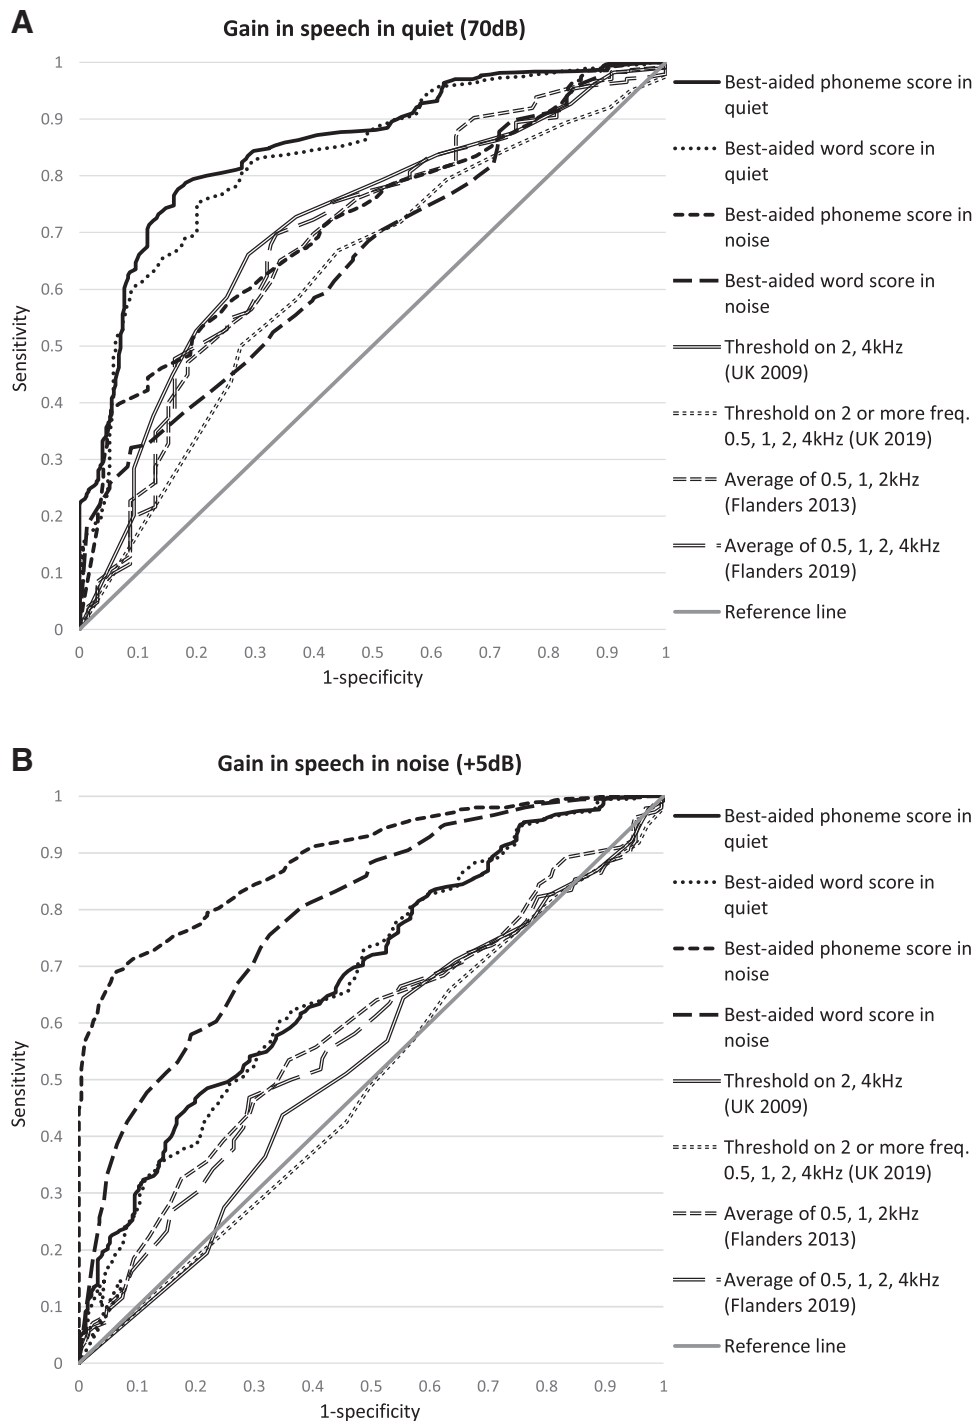 A
Gain in speech in quiet (70dB)
1
0.9
0.8
0.7
0.6
0.5
0.4
0.3
0.2
0.1
0
Sensitivity
0 0.1 0.2 0.3 0.4 0.5 0.6 0.7 0.8 0.9 1
1-specificity
Best-aided phoneme score in
quiet
Best-aided word score in
quiet
Best-aided phoneme score in
noise
Best-aided word score in
noise
Threshold on 2, 4kHz
(UK 2009)
Threshold on 2 or more freq.
0.5, 1, 2, 4kHz (UK 2019)
Average of 0.5, 1, 2kHz
(Flanders 2013)
Average of 0.5, 1, 2, 4kHz
(Flanders 2019)
Reference line
B
Gain in speech in noise (+5dB)
1
0.9
0.8
0.7
0.6
0.5
0.4
0.3
0.2
0.1
0
Sensitivity
0 0.1 0.2 0.3 0.4 0.5 0.6 0.7 0.8 0.9 1
1-specificity
Best-aided phoneme score in
quiet
Best-aided word score in
quiet
Best-aided phoneme score in
noise
Best-aided word score in
noise
Threshold on 2, 4kHz
(UK 2009)
Threshold on 2 or more freq.
0.5, 1, 2, 4kHz (UK 2019)
Average of 0.5, 1, 2kHz
(Flanders 2013)
Average of 0.5, 1, 2, 4kHz
(Flanders 2019)
Reference line